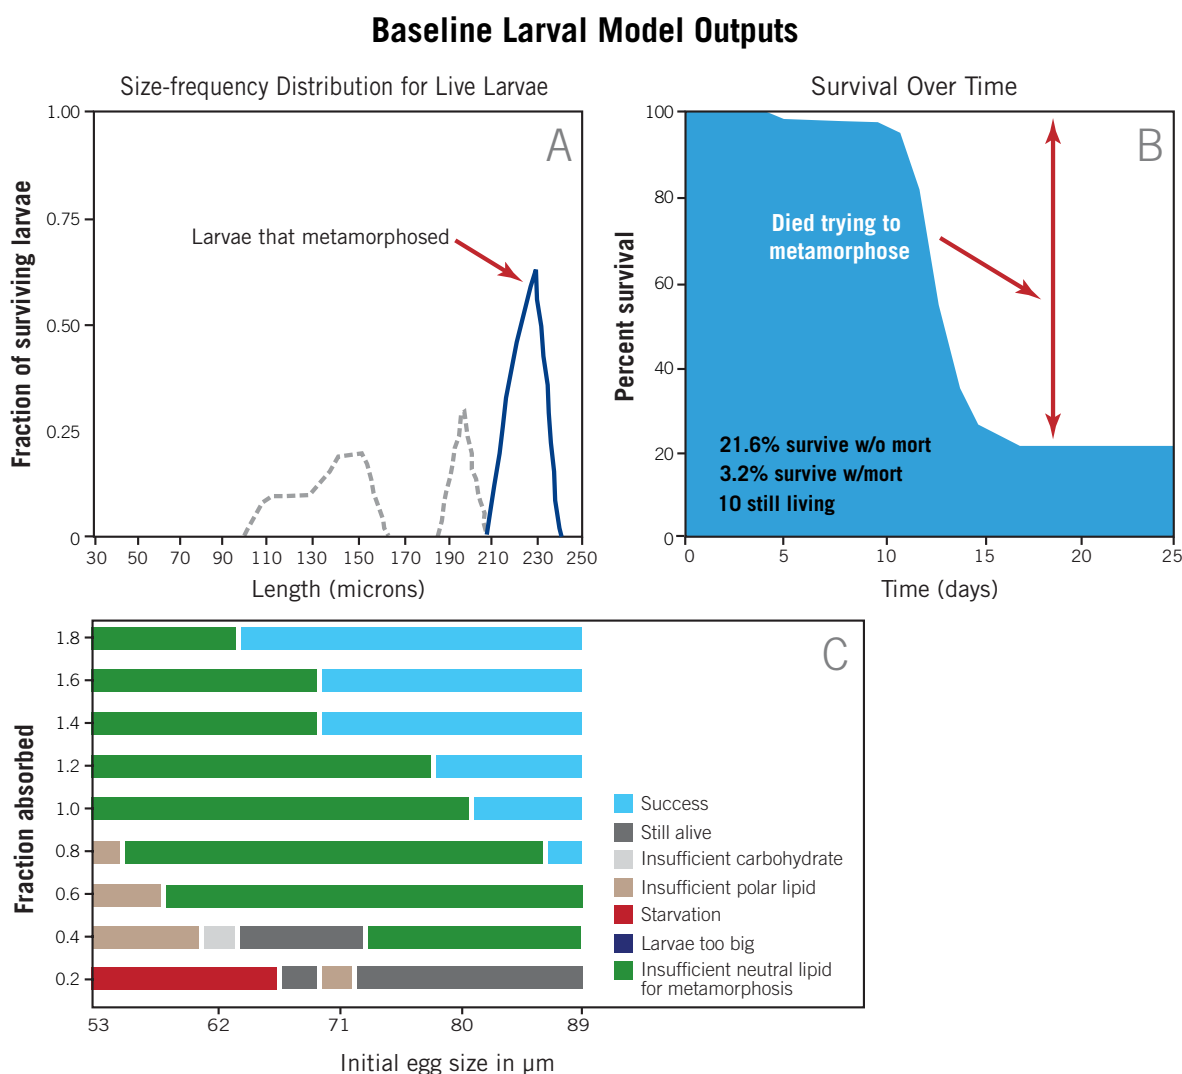 Baseline Larval Model Outputs
Size-frequency Distribution for Live Larvae
A
Fraction of surviving larvae
1.00
0.75
0.50
0.25
0
Larvae that metamorphosed
30 50 70 90 110 130 150 170 190 210 230 250
Length (microns)
Survival Over Time
B
Percent survival
100
80
60
40
20
0
Died trying to
metamorphose
21.6% survive w/o mort
3.2% survive w/mort
10 still living
0 5 10 15 20 25
Time (days)
C
Fraction absorbed
1.8
1.6
1.4
1.2
1.0
0.8
0.6
0.4
0.2
Success
Still alive
Insufficient carbohydrate
Insufficient polar lipid
Starvation
Larvae too big
Insufficient neutral lipid
for metamorphosis
53 62 71 80 89
Initial egg size in µm